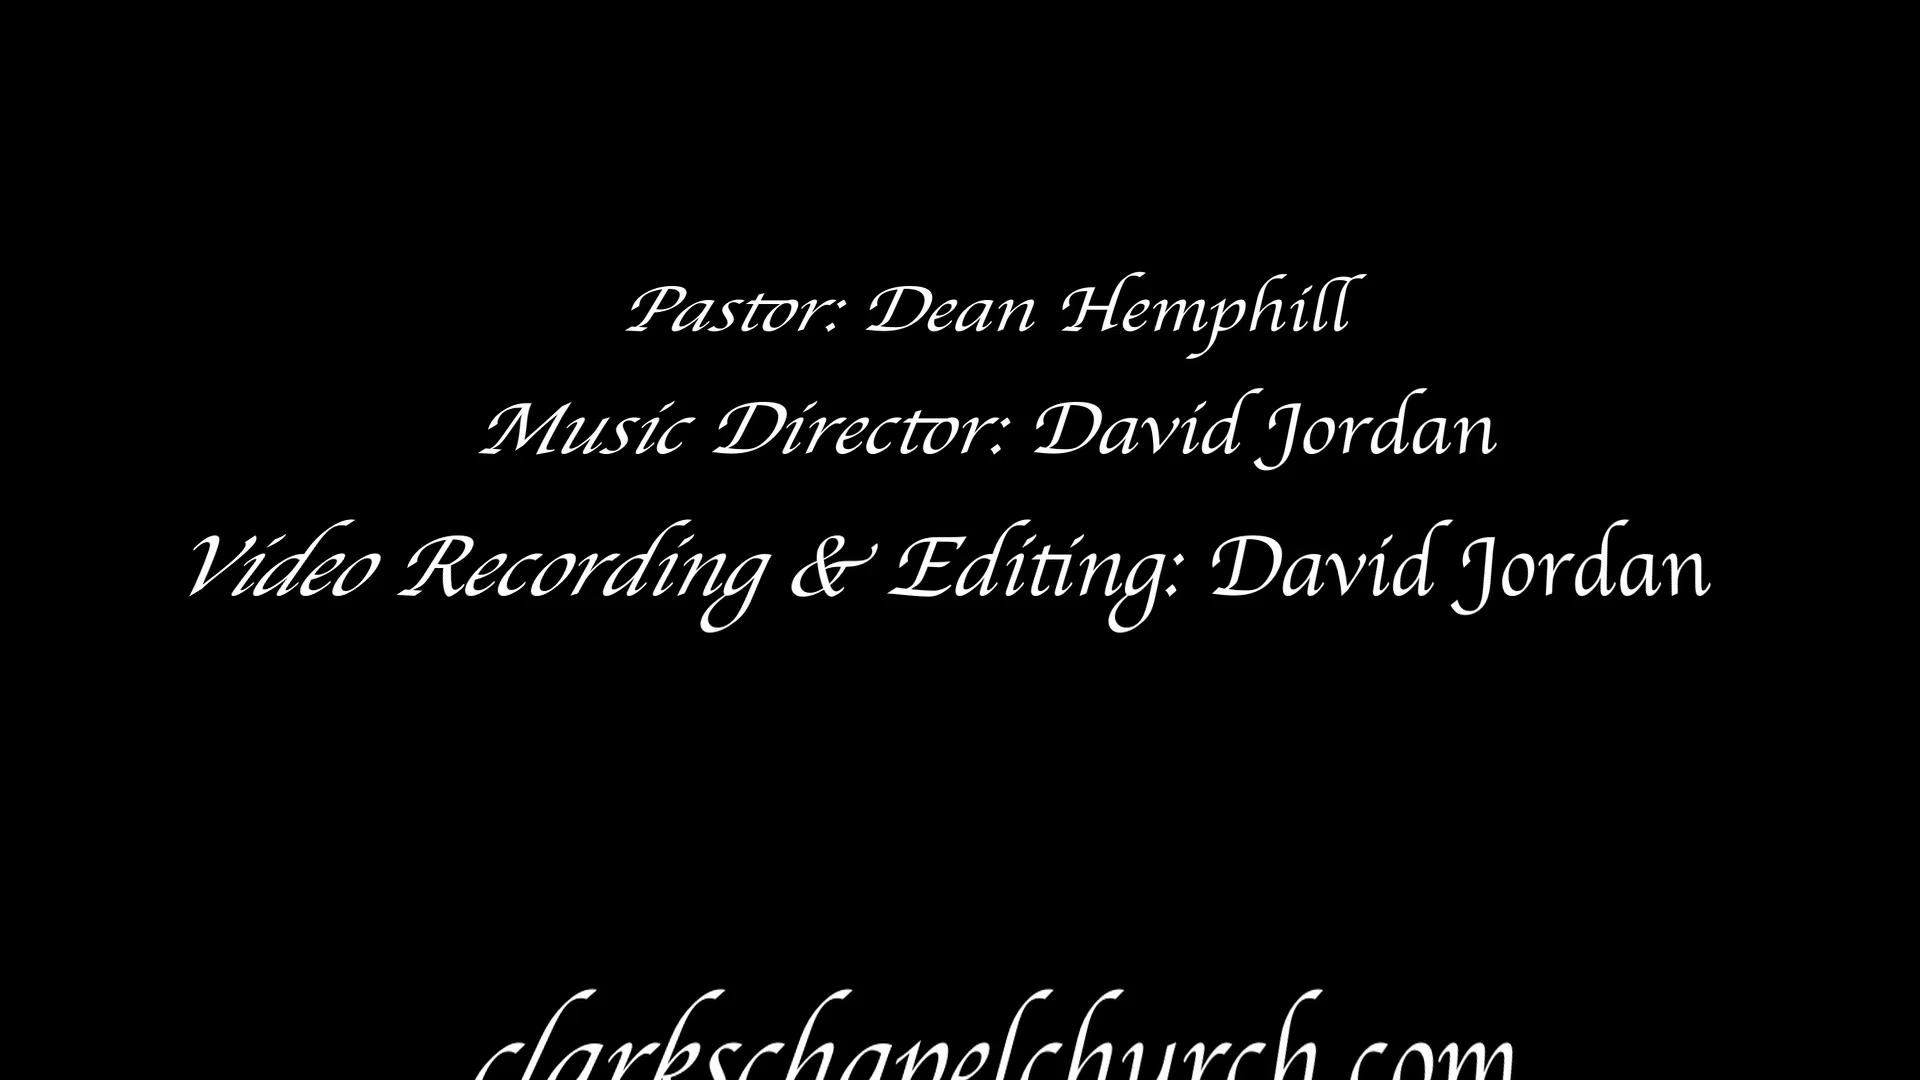 Pastor: Dean Hemphill
Music Director: David Jordan
Video Recording & Editing: David Jordan
clarkschapelchurch.com